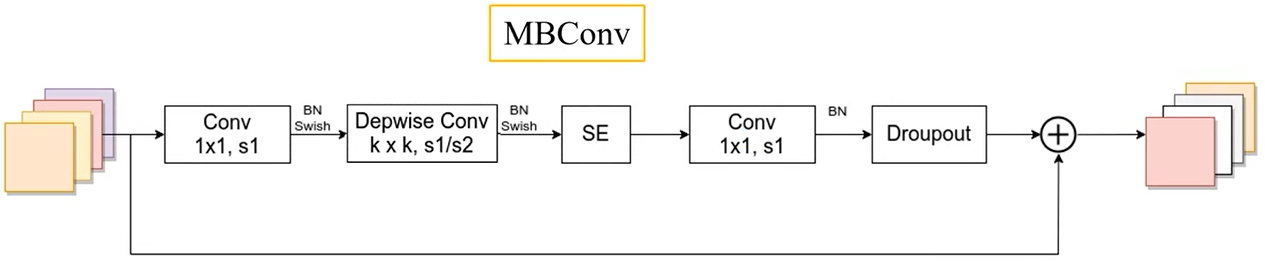 MBConv
Conv
1x1, s1
BN
Swish
Depwise Conv
k x k, s1/s2
BN
Swish
SE
Conv
1x1, s1
BN
Droupout